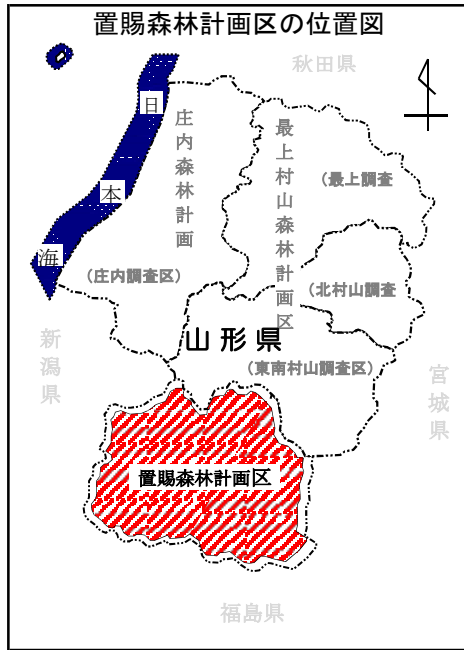 置賜森林計画区の位置図
秋田県
日
本
海
庄内森林計画
最上村山森林計画区
(最上調査
(庄内調査区)
(北村山調査
新潟県
山形県
(東南村山調査区)
宮城県
置賜森林計画区
福島県